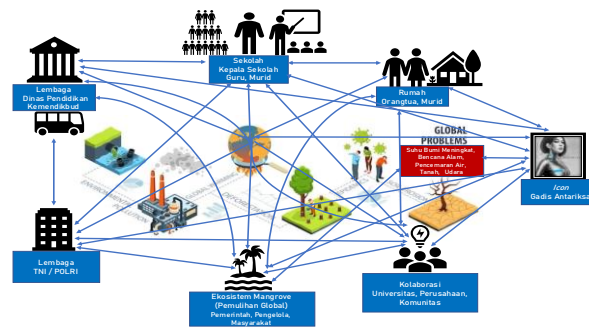 Sekolah
Kepala Sekolah
Guru, Murid
Lembaga
Dinas Pendidikan
Kemendikbud
Rumah
Orangtua, Murid
GLOBAL
PROBLEMS
Suhu Bumi Meningkat,
Bencana Alam,
Pencemaran Air,
Tanah, Udara
Icon
Gadis Antariksa
ENVIRONMENTAL
POLLUTION
Lembaga
TNI / POLRI
Ekosistem Mangrove
(Pemulihan Global)
Pemerintah, Pengelola,
Masyarakat
Kolaborasi
Universitas, Perusahaan,
Komunitas